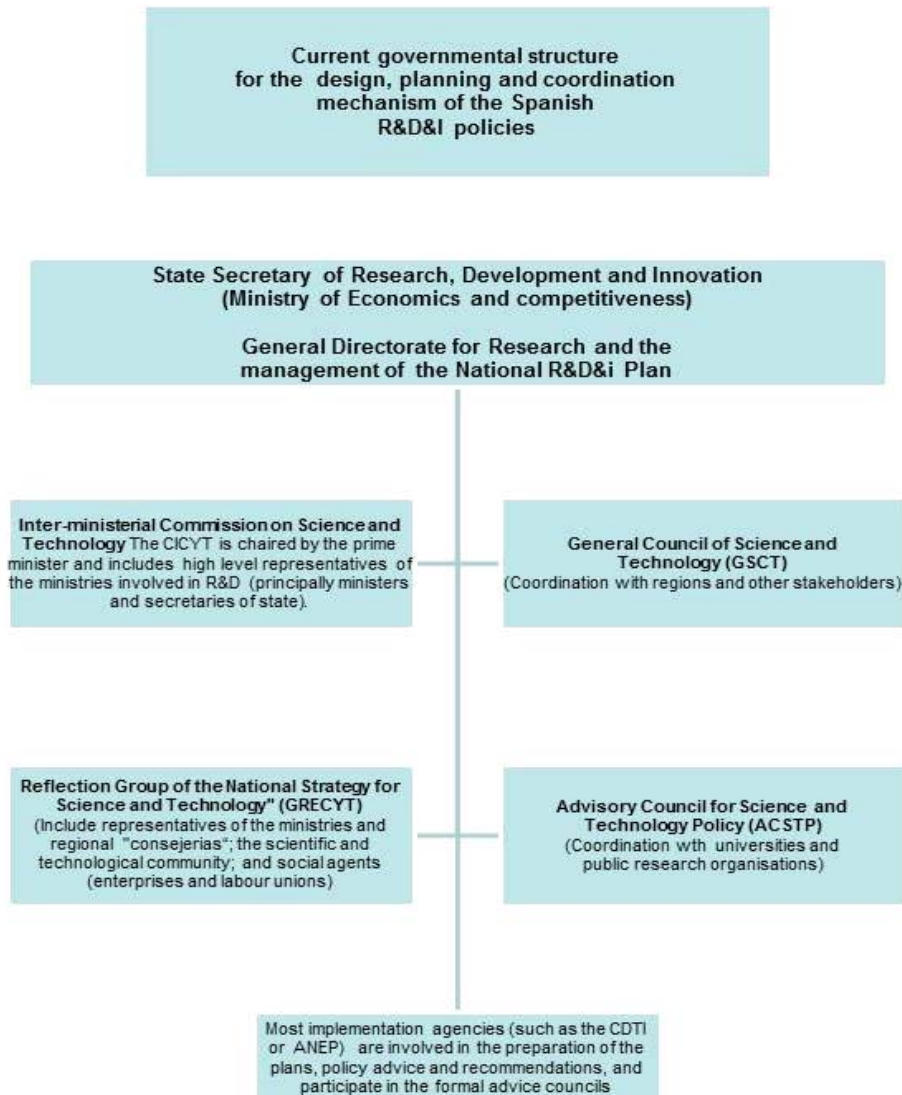 Current governmental structure
for the design, planning and coordination
mechanism of the Spanish
R&D&I policies
State Secretary of Research, Development and Innovation
(Ministry of Economics and competitiveness)
General Directorate for Research and the
management of the National R&D&i Plan
Inter-ministerial Commission on Science and
Technology The CICYT is chaired by the prime
minister and includes high level representatives of
the ministries involved in R&D (principally ministers
and secretaries of state).
General Council of Science and
Technology (GSCT)
(Coordination with regions and other stakeholders)
Reflection Group of the National Strategy for
Science and Technology" (GRECYT)
(Include representatives of the ministries and
regional "consejerias"; the scientific and
technological community; and social agents
(enterprises and labour unions)
Advisory Council for Science and
Technology Policy (ACSTP)
(Coordination wth universities and
public research organisations)
Most implementation agencies (such as the CDTI
or ANEP) are involved in the preparation of the
plans, policy advice and recommendations, and
participate in the formal advice councils